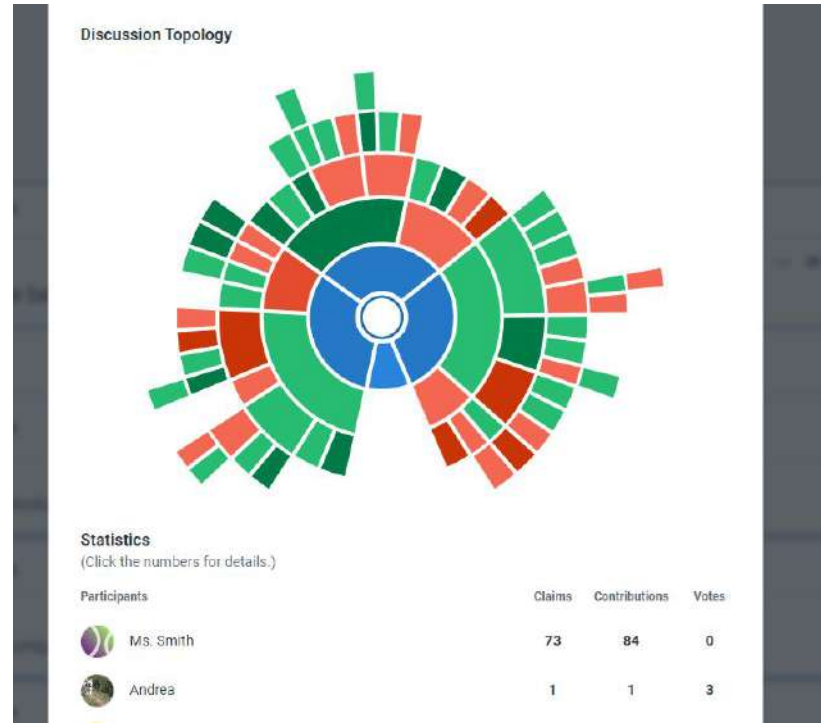 Discussion Topology
Statistics
(Click the numbers for details.)
Participants Claims Contributions Votes
Ms. Smith 73 84 0
Andrea 1 1 3